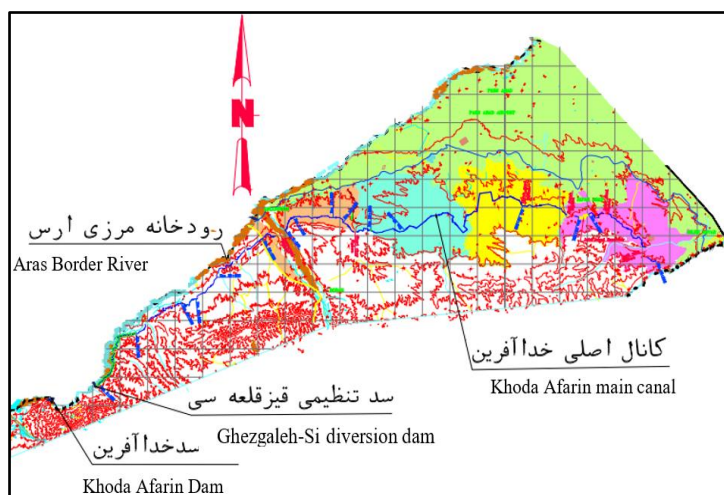 N
رودخانه مرزی ارس
Aras Border River
کانال اصلی خداآفرین
Khoda Afarin main canal
سد تنظیمی قیزقلعه سی
Ghezgaleh-Si diversion dam
سدخداآفرین
Khoda Afarin Dam